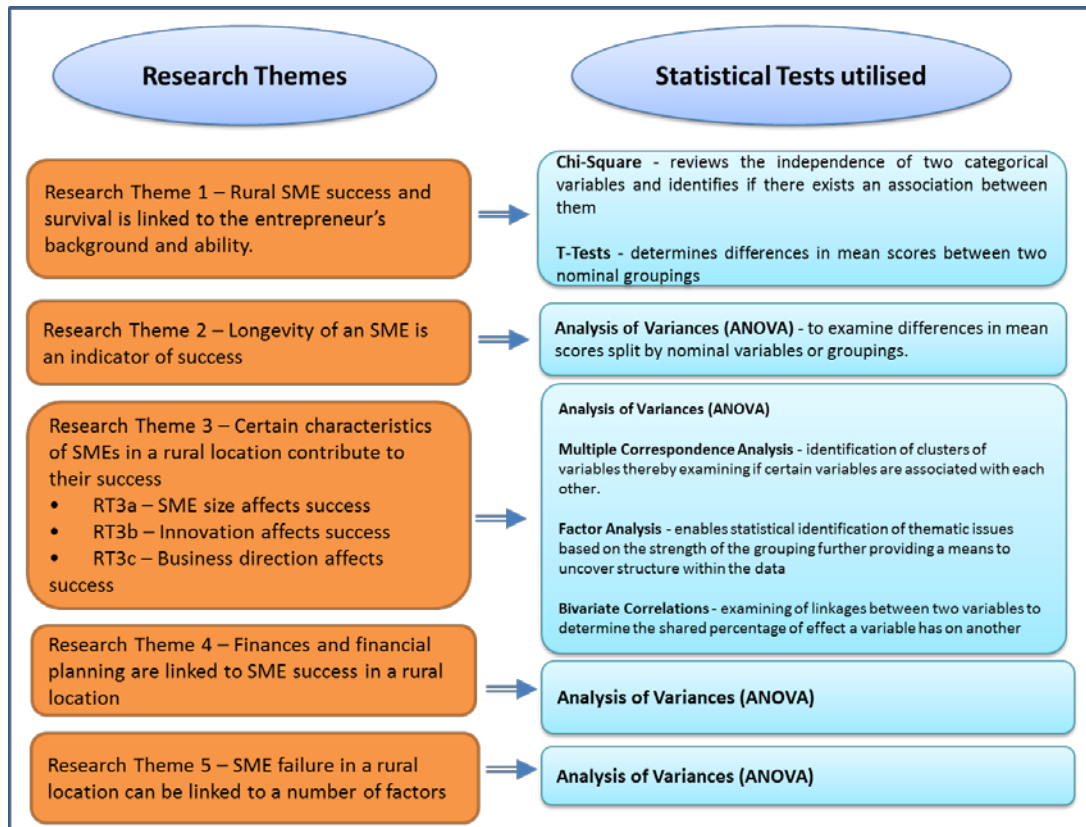 Research Themes
Statistical Tests utilised
Research Theme 1 – Rural SME success and
survival is linked to the entrepreneur's
background and ability.
Chi-Square - reviews the independence of two categorical
variables and identifies if there exists an association between
them
T-Tests - determines differences in mean scores between two
nominal groupings
Research Theme 2 – Longevity of an SME is
an indicator of success
Analysis of Variances (ANOVA) - to examine differences in mean
scores split by nominal variables or groupings.
Research Theme 3 – Certain characteristics
of SMEs in a rural location contribute to
their success
• RT3a – SME size affects success
• RT3b – Innovation affects success
• RT3c – Business direction affects
success
Analysis of Variances (ANOVA)
Multiple Correspondence Analysis - identification of clusters of
variables thereby examining if certain variables are associated with each
other.
Factor Analysis - enables statistical identification of thematic issues
based on the strength of the grouping further providing a means to
uncover structure within the data
Bivariate Correlations - examining of linkages between two variables to
determine the shared percentage of effect a variable has on another
Research Theme 4 – Finances and financial
planning are linked to SME success in a rural
location
Analysis of Variances (ANOVA)
Research Theme 5 – SME failure in a rural
location can be linked to a number of factors
Analysis of Variances (ANOVA)